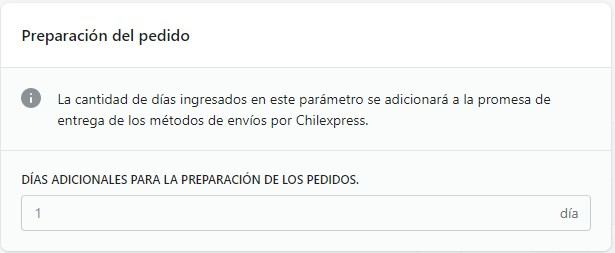 Preparación del pedido
La cantidad de días ingresados en este parámetro se adicionará a la promesa de
entrega de los métodos de envíos por Chilexpress.
DÍAS ADICIONALES PARA LA PREPARACIÓN DE LOS PEDIDOS.
1 día